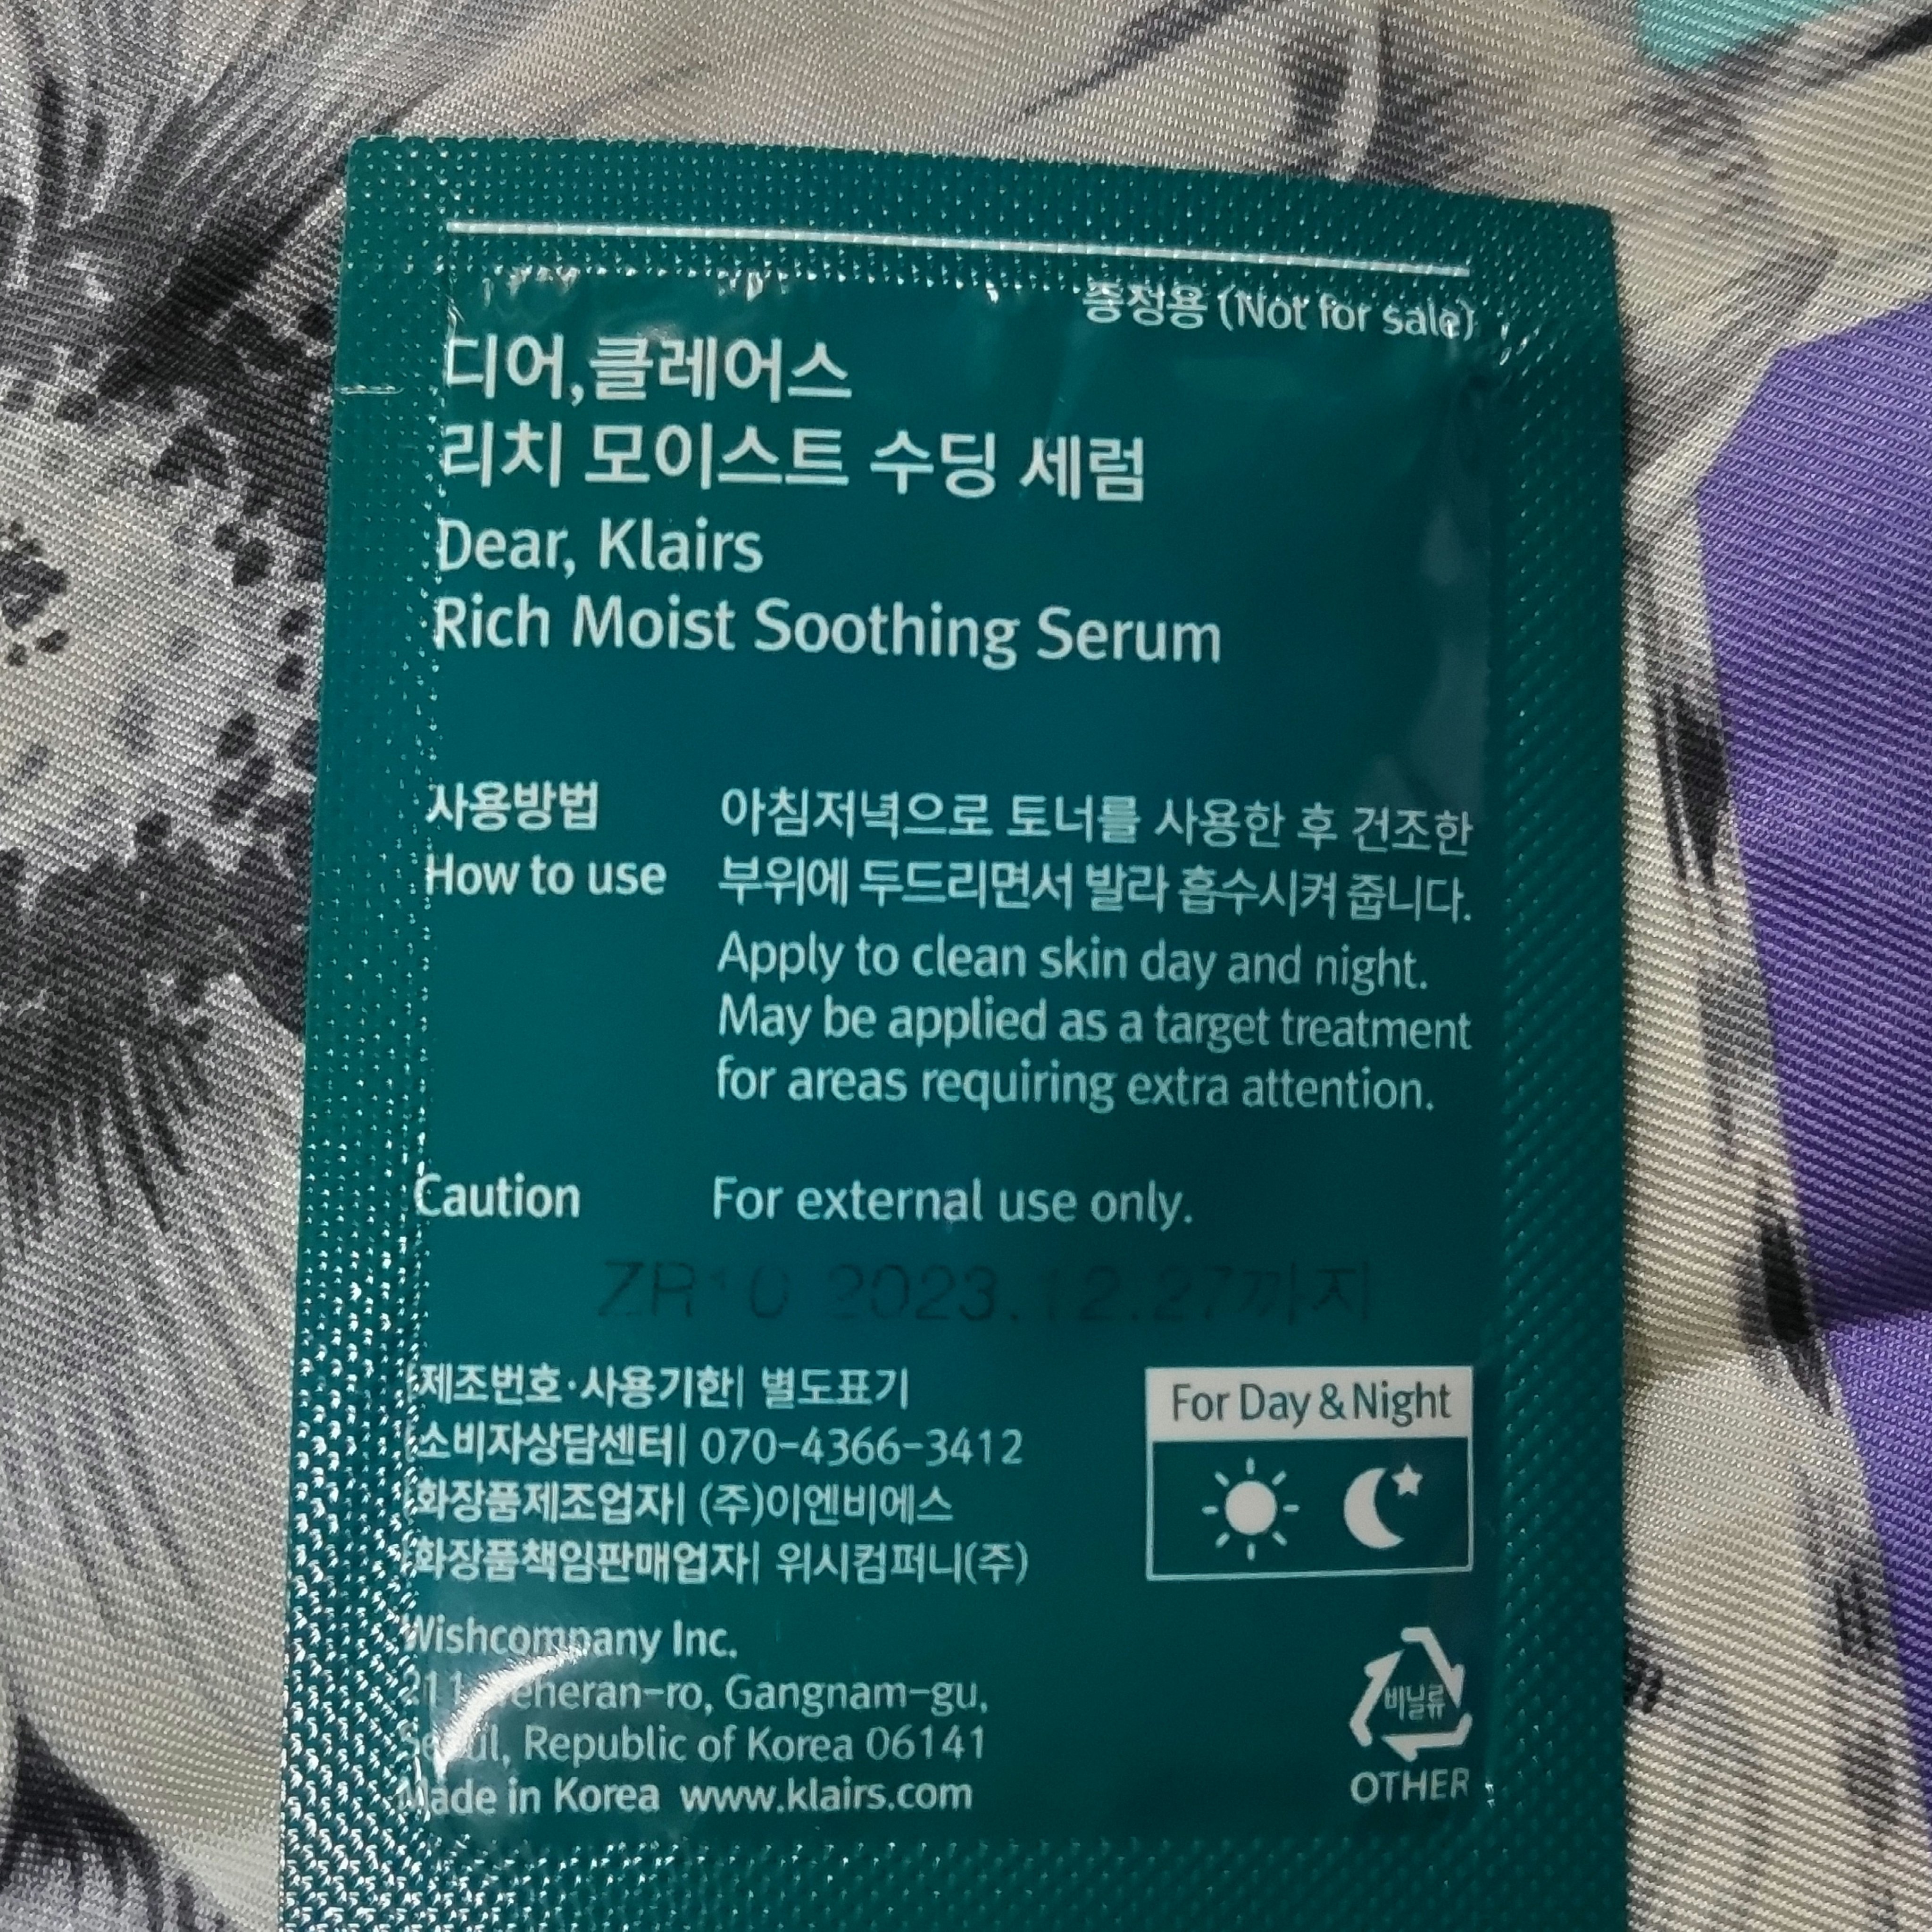 증정용 (Not for sale)
디어,클레어스
리치 모이스트 수딩 세럼
Dear, Klairs
Rich Moist Soothing Serum
사용방법 아침저녁으로 토너를 사용한 후 건조한
How to use 부위에 두드리면서 발라 흡수시켜 줍니다.
Apply to clean skin day and night.
May be applied as a target treatment
for areas requiring extra attention.
Caution For external use only.
2023.12.27까지
제조번호·사용기한| 별도표기
소비자상담센터| 070-4366-3412
화장품제조업자| (주)이엔비에스
화장품책임판매업자| 위시컴퍼니(주)
For Day & Night
Wishcompany Inc.
Gangnam-gu,
Republic of Korea 06141
Made in Korea www.klairs.com
비닐류
OTHER